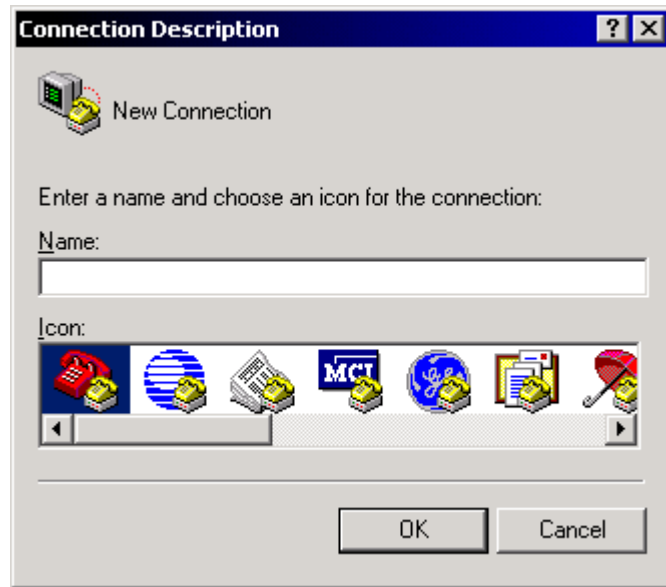 Connection Description
New Connection
Enter a name and choose an icon for the connection:
Name:
Icon:
MCI
OK
Cancel